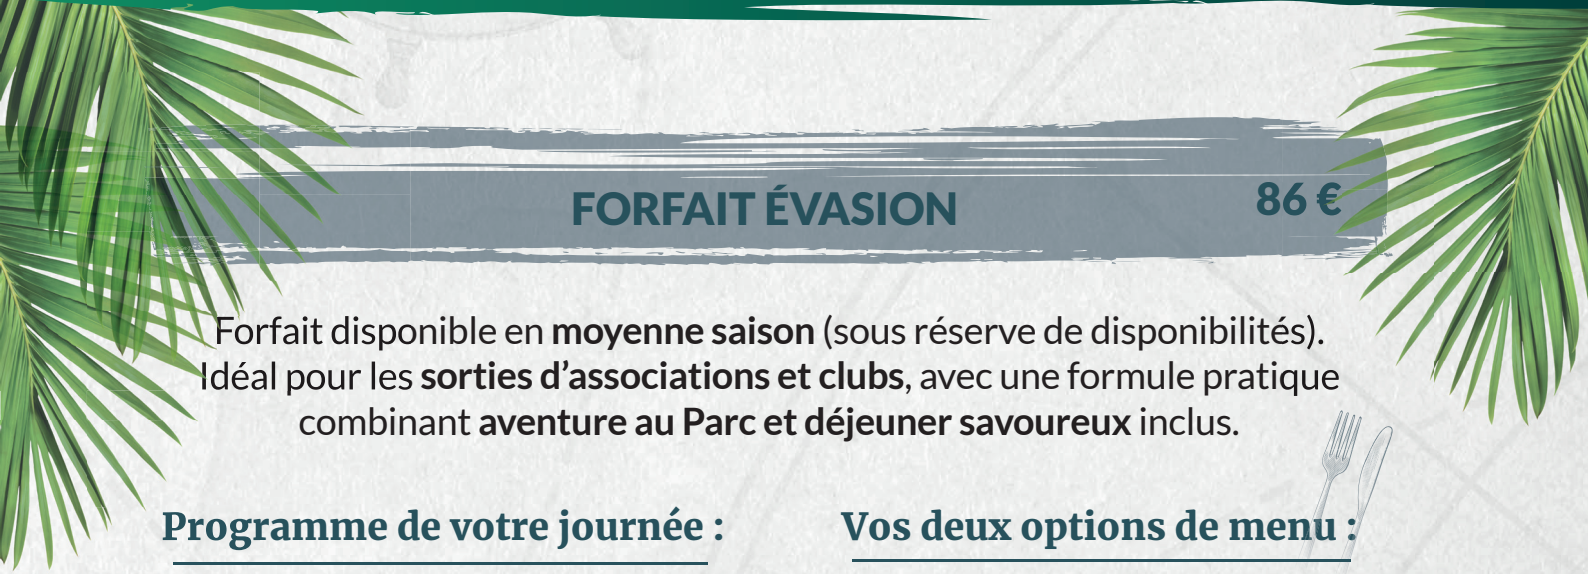 FORFAIT ÉVASION
86 €
Forfait disponible en moyenne saison (sous réserve de disponibilités).
Idéal pour les sorties d’associations et clubs, avec une formule pratique
combinant aventure au Parc et déjeuner savoureux inclus.
Programme de votre journée :
Vos deux options de menu :